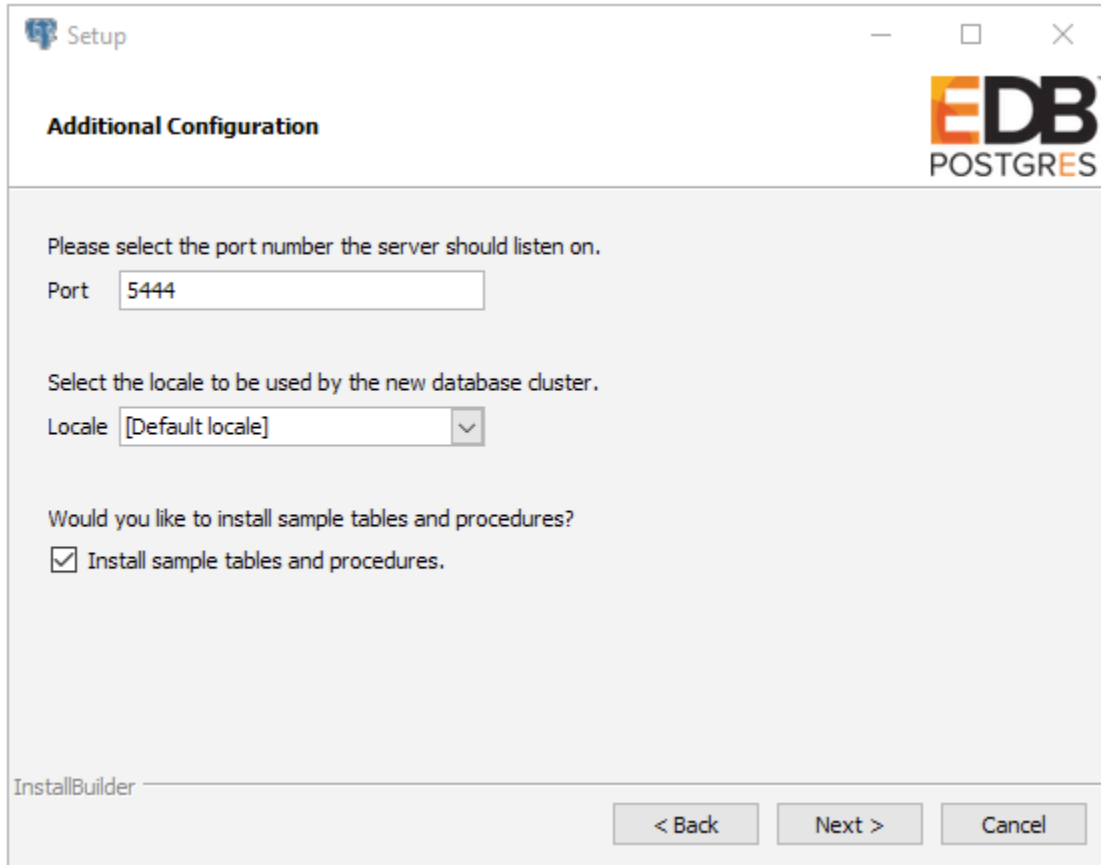 Setup
Additional Configuration
EDB
POSTGRES
Please select the port number the server should listen on.
Port 5444
Select the locale to be used by the new database cluster.
Locale [Default locale]
Would you like to install sample tables and procedures?
Install sample tables and procedures.
InstallBuilder
< Back Next > Cancel